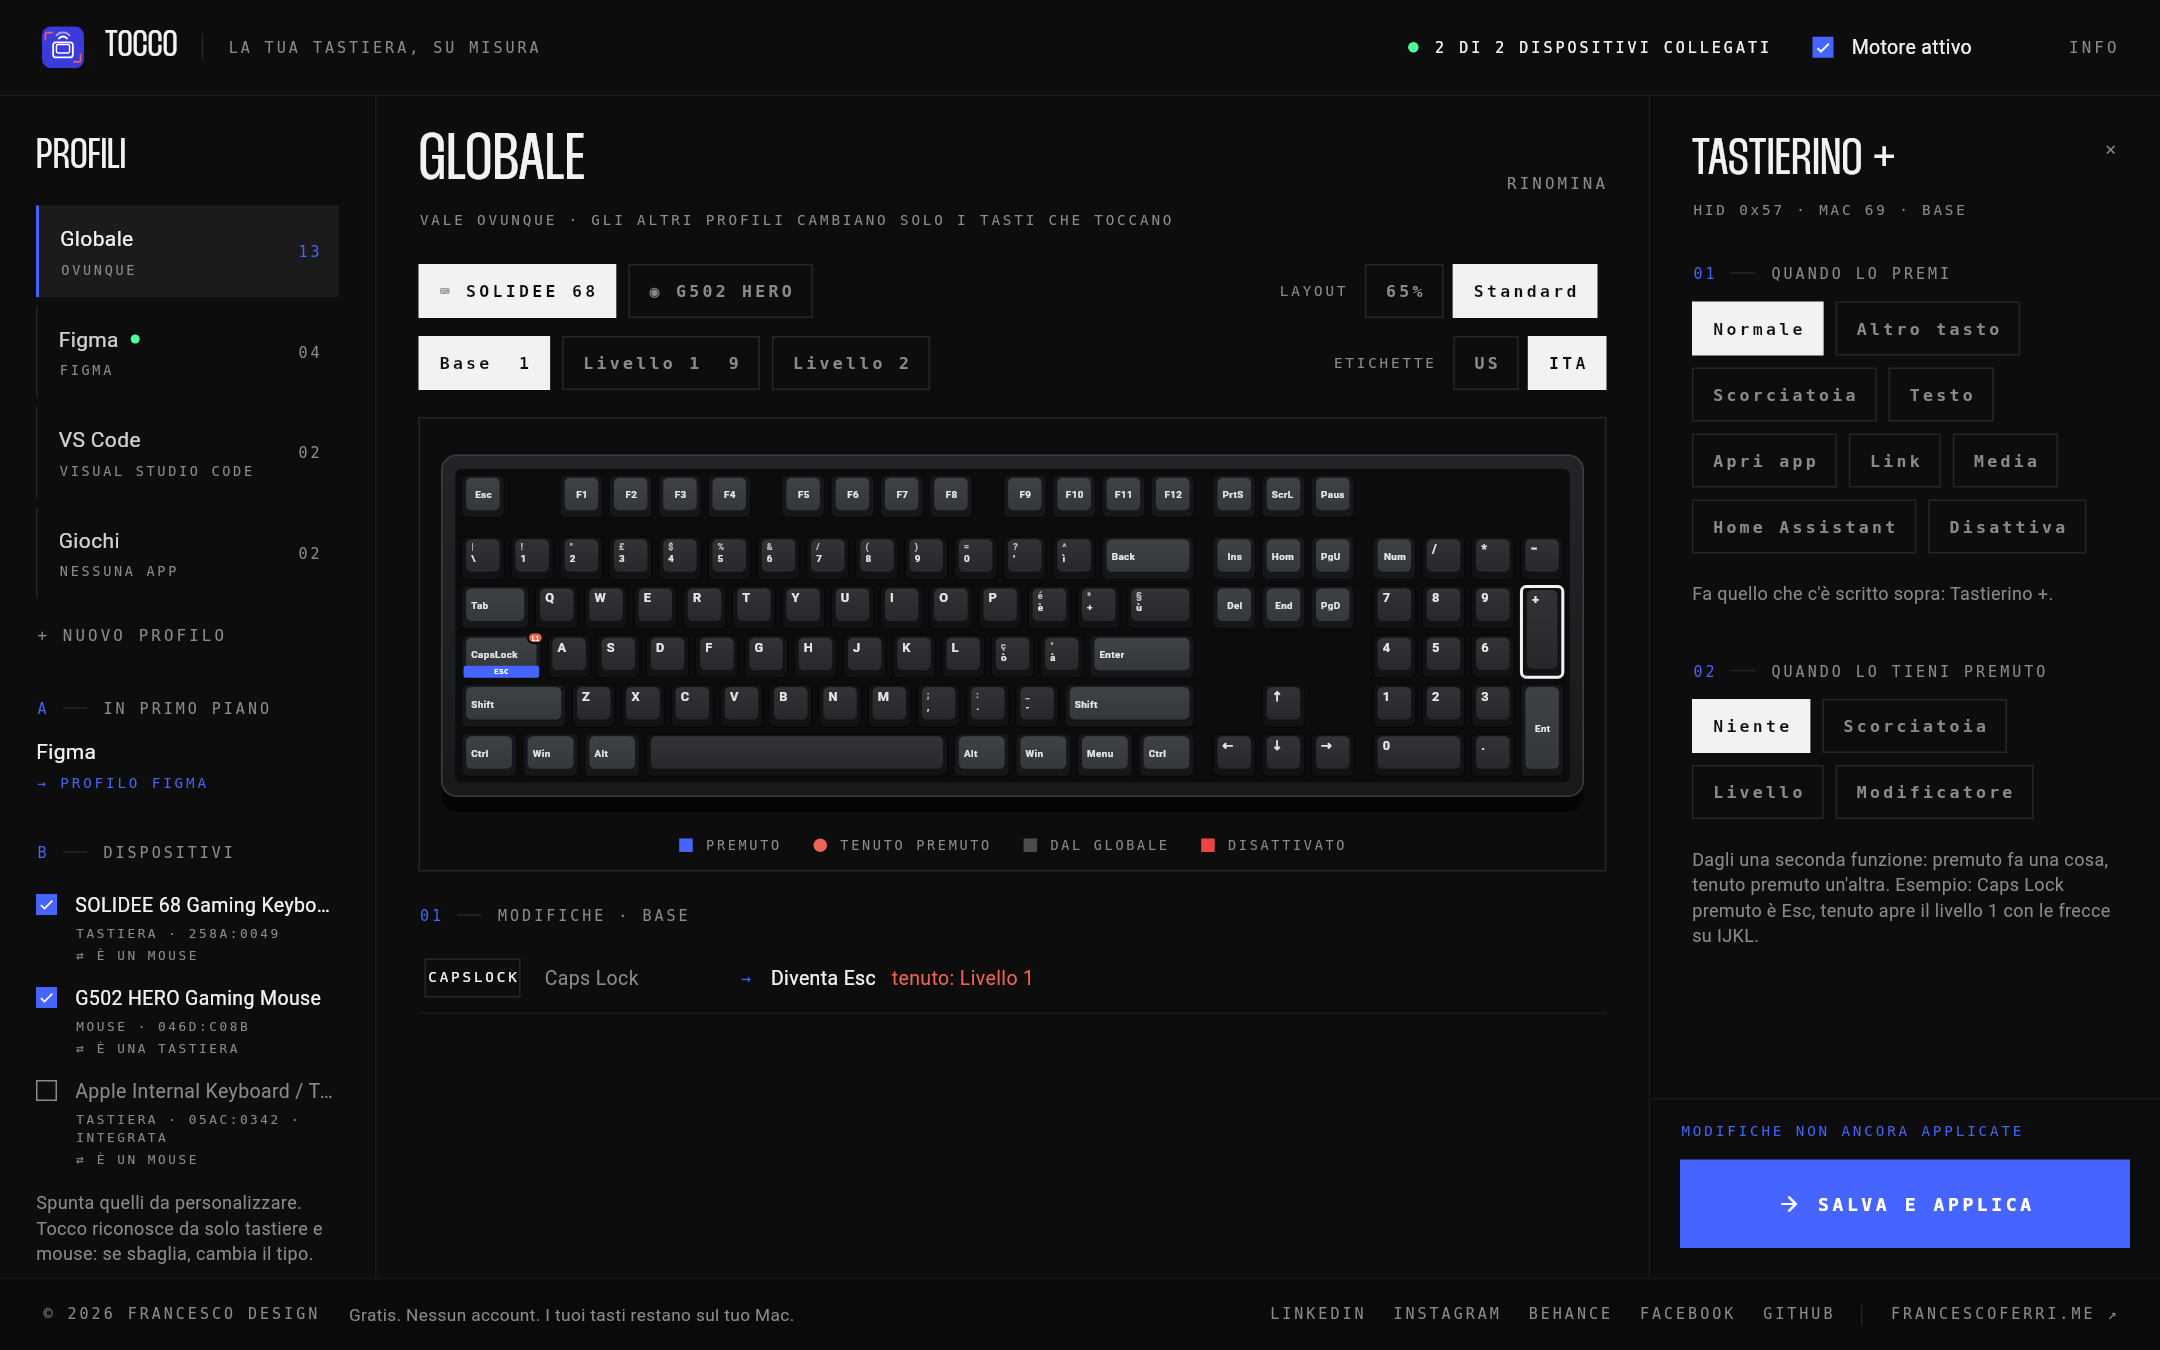 TOCCO
LA TUA TASTIERA, SU MISURA
2 DI 2 DISPOSITIVI COLLEGATI
Motore attivo
INFO
PROFILI
Globale
OVUNQUE
13
Figma
FIGMA
04
VS Code
VISUAL STUDIO CODE
02
Giochi
NESSUNA APP
02
+ NUOVO PROFILO
A — IN PRIMO PIANO
Figma
→ PROFILO FIGMA
B — DISPOSITIVI
SOLIDEE 68 Gaming Keybo…
TASTIERA · 258A:0049
⇄ È UN MOUSE
G502 HERO Gaming Mouse
MOUSE · 046D:C08B
⇄ È UNA TASTIERA
Apple Internal Keyboard / T…
TASTIERA · 05AC:0342 ·
INTEGRATA
⇄ È UN MOUSE
Spunta quelli da personalizzare.
Tocco riconosce da solo tastiere e
mouse: se sbaglia, cambia il tipo.
GLOBALE
RINOMINA
VALE OVUNQUE · GLI ALTRI PROFILI CAMBIANO SOLO I TASTI CHE TOCCANO
⌨ SOLIDEE 68
◉ G502 HERO
LAYOUT 65% Standard
Base 1
Livello 1 9
Livello 2
ETICHETTE US ITA
Esc F1 F2 F3 F4 F5 F6 F7 F8 F9 F10 F11 F12 PrtS ScrL Paus
| ! " £ $ % & / ( ) = ? ^
\ 1 2 3 4 5 6 7 8 9 0 ' ì Back Ins Hom PgU Num / * -
Tab Q W E R T Y U I O P é è * + § ù Del End PgD 7 8 9 +
L1
CapsLock A S D F G H J K L ç ò ° à Enter 4 5 6
ESC
Shift Z X C V B N M ; , : . _ - Shift ↑ 1 2 3
Ctrl Win Alt Alt Win Menu Ctrl ← ↓ → 0 . Ent
PREMUTO
TENUTO PREMUTO
DAL GLOBALE
DISATTIVATO
01 — MODIFICHE · BASE
CAPSLOCK Caps Lock → Diventa Esc tenuto: Livello 1
TASTIERINO +
×
HID 0x57 · MAC 69 · BASE
01 — QUANDO LO PREMI
Normale Altro tasto
Scorciatoia Testo
Apri app Link Media
Home Assistant Disattiva
Fa quello che c'è scritto sopra: Tastierino +.
02 — QUANDO LO TIENI PREMUTO
Niente Scorciatoia
Livello Modificatore
Dagli una seconda funzione: premuto fa una cosa,
tenuto premuto un'altra. Esempio: Caps Lock
premuto è Esc, tenuto apre il livello 1 con le frecce
su IJKL.
MODIFICHE NON ANCORA APPLICATE
→ SALVA E APPLICA
© 2026 FRANCESCO DESIGN
Gratis. Nessun account. I tuoi tasti restano sul tuo Mac.
LINKEDIN INSTAGRAM BEHANCE FACEBOOK GITHUB FRANCESCOFERRI.ME ↗